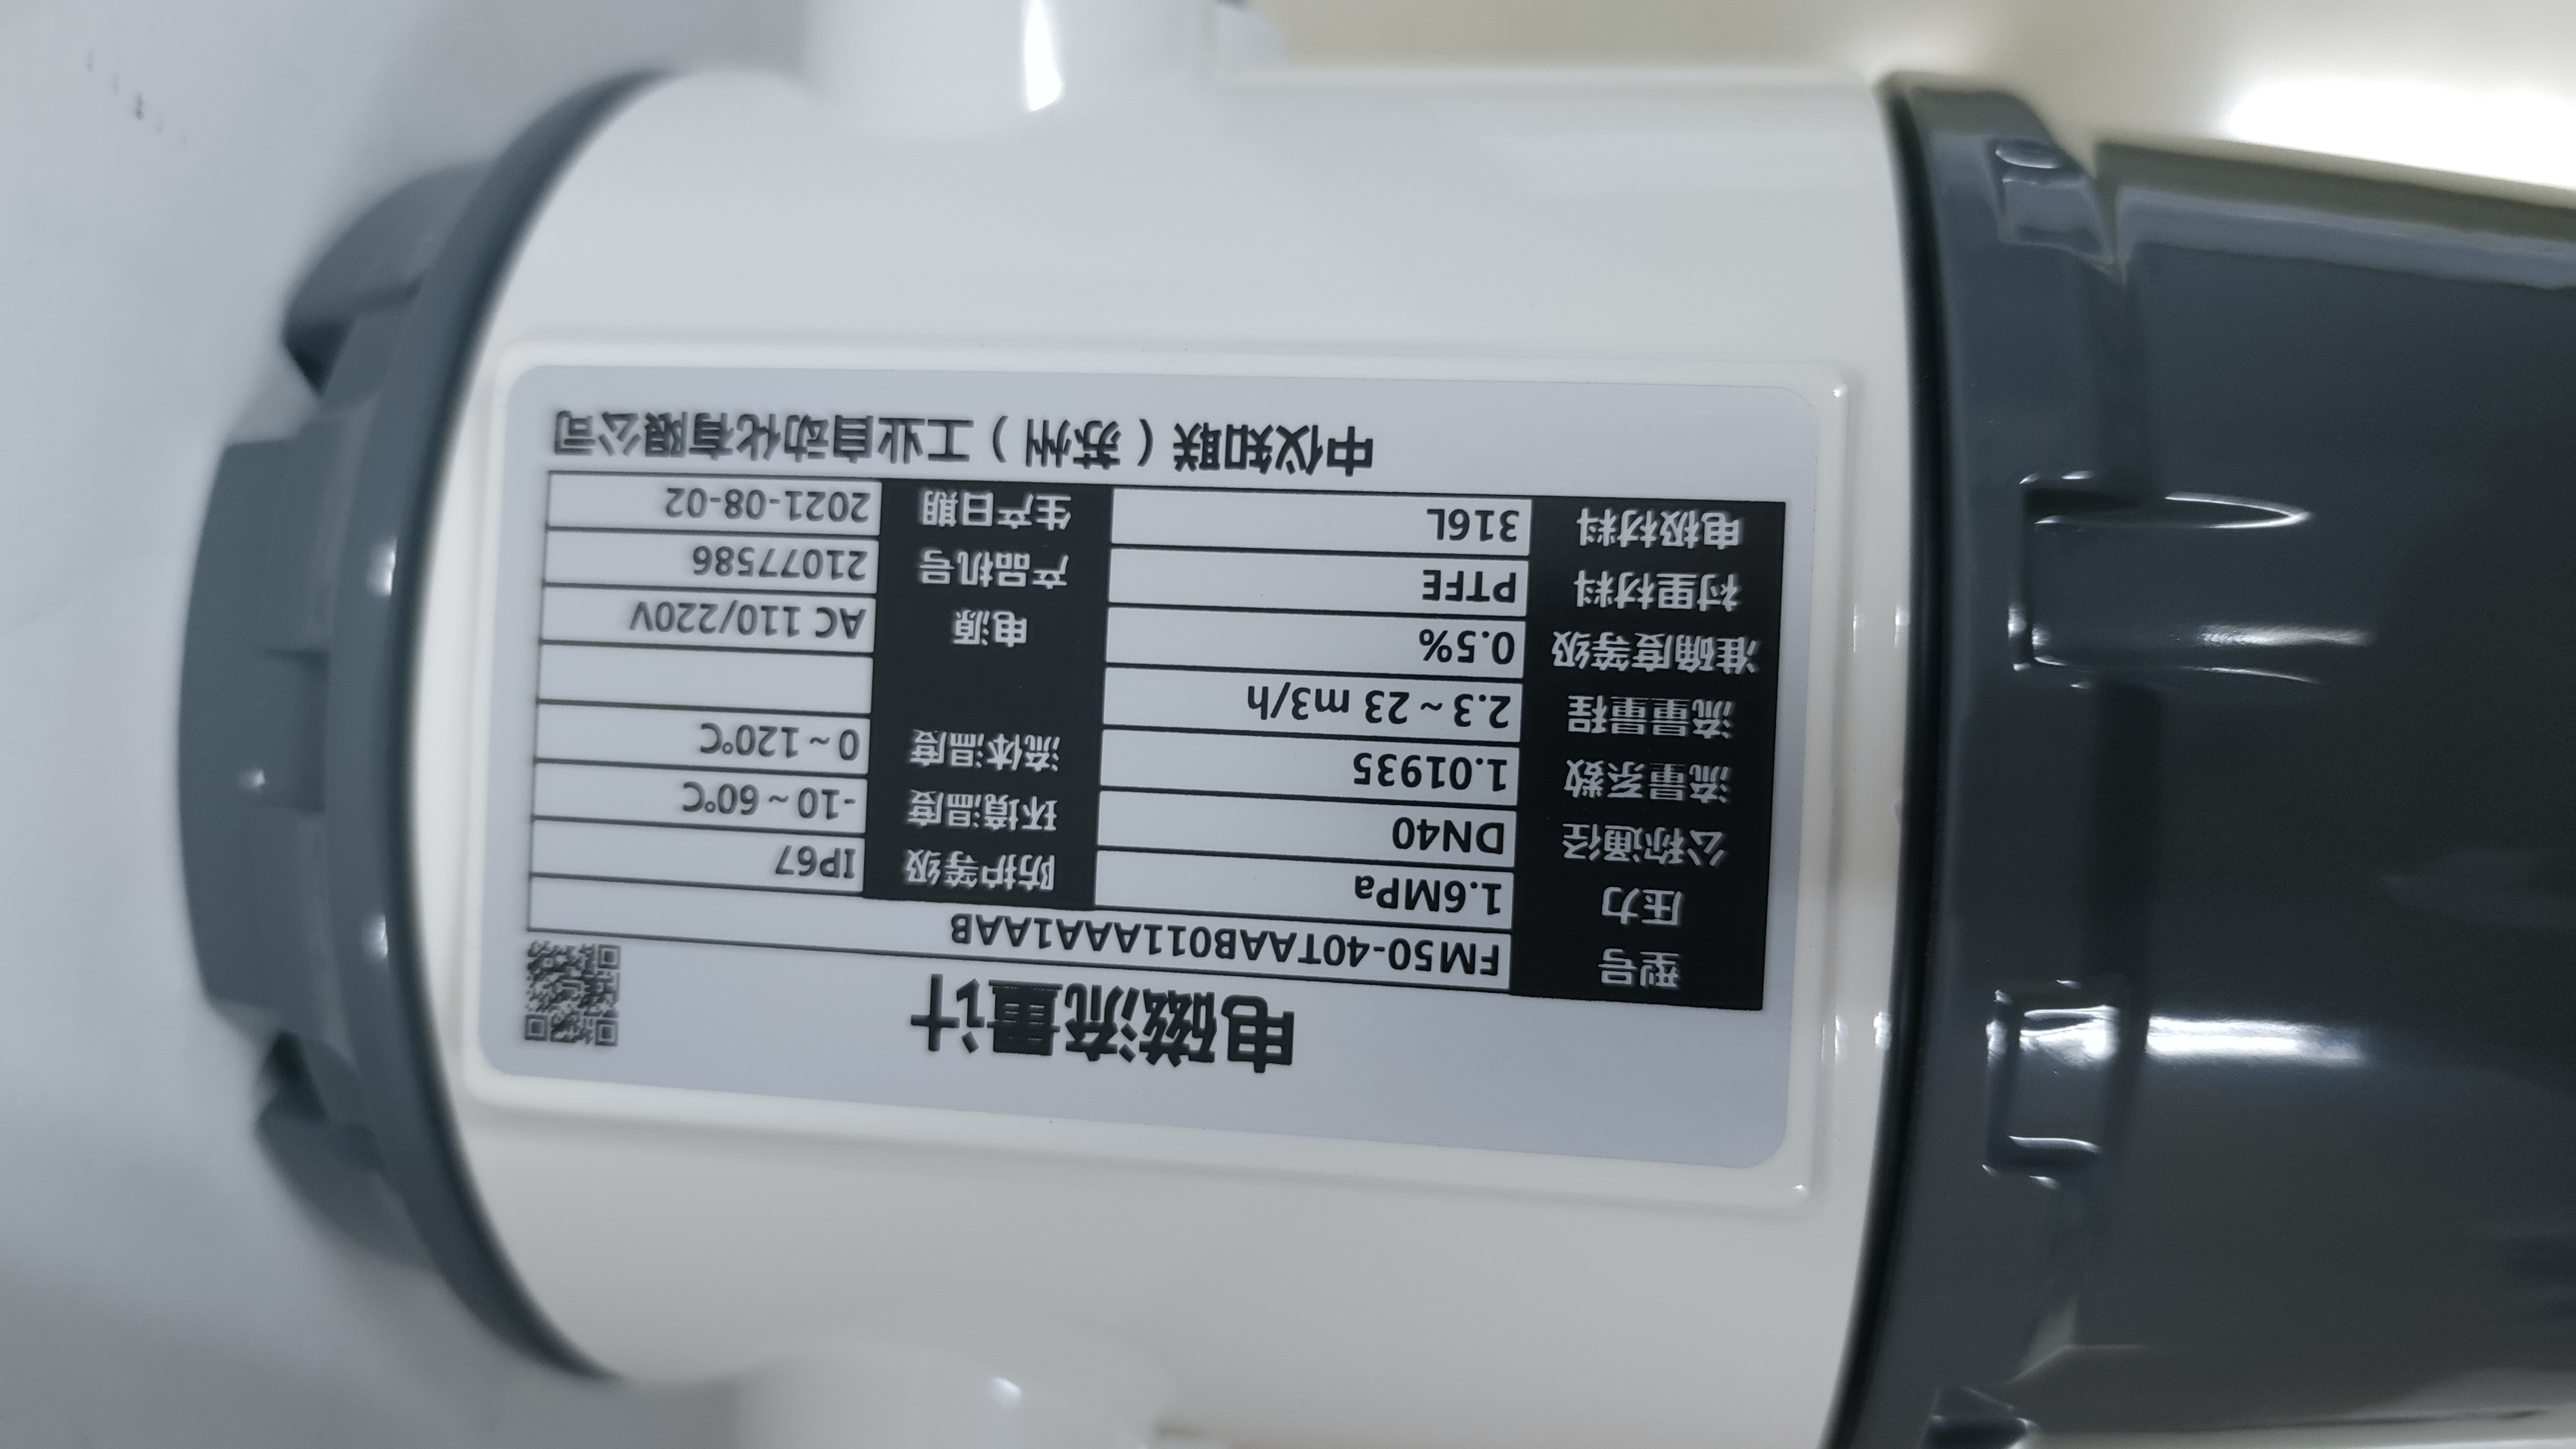 电磁流量计
型号 FM50-40TAAB011AAA1AAB
压力 1.6MPa 防护等级 IP67
公称通径 DN40 环境温度 -10 ~ 60℃
流量系数 1.01935 流体温度 0 ~ 120℃
流量量程 2.3 ~ 23 m3/h
准确度等级 0.5% 电源 AC 110/220V
衬里材料 PTFE 产品机号 21077586
电极材料 316L 生产日期 2021-08-02
中仪知联（苏州）工业自动化有限公司